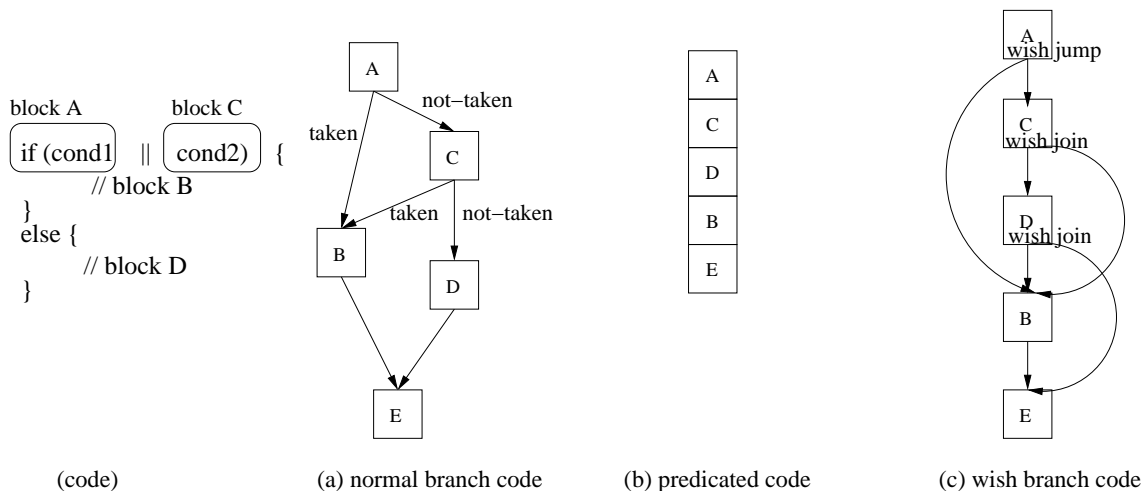 block A
block C
if (cond1 || cond2) {
// block B
}
else {
// block D
}
(code)
A
taken
not−taken
C
taken
not−taken
B
D
E
(a) normal branch code
A
C
D
B
E
(b) predicated code
A
wish jump
C
wish join
D
wish join
B
E
(c) wish branch code